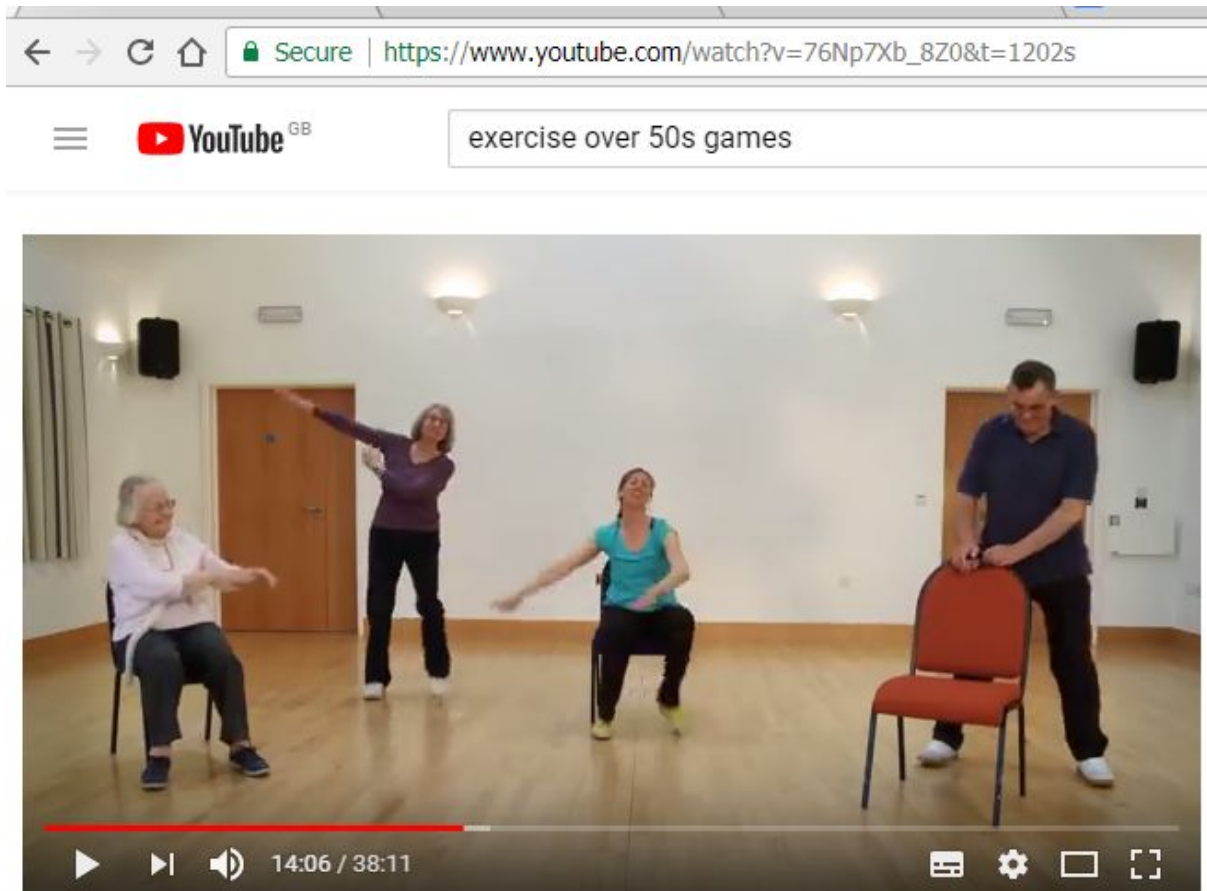 Secure | https://www.youtube.com/watch?v=76Np7Xb_8Z0&t=1202s
YouTube GB
exercise over 50s games
14:06 / 38:11